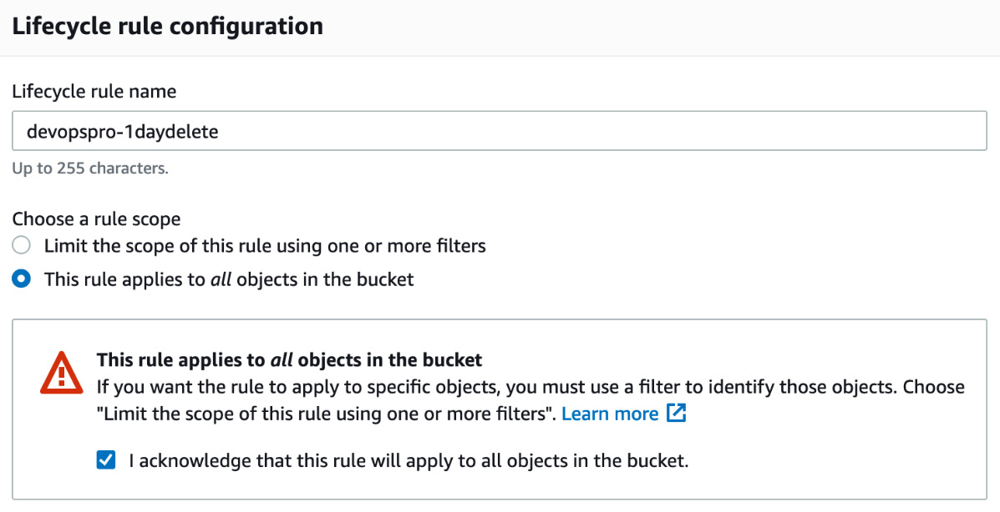 Lifecycle rule configuration
Lifecycle rule name
devopspro-1daydelete
Up to 255 characters.
Choose a rule scope
Limit the scope of this rule using one or more filters
This rule applies to all objects in the bucket
This rule applies to all objects in the bucket
If you want the rule to apply to specific objects, you must use a filter to identify those objects. Choose
"Limit the scope of this rule using one or more filters". Learn more
I acknowledge that this rule will apply to all objects in the bucket.